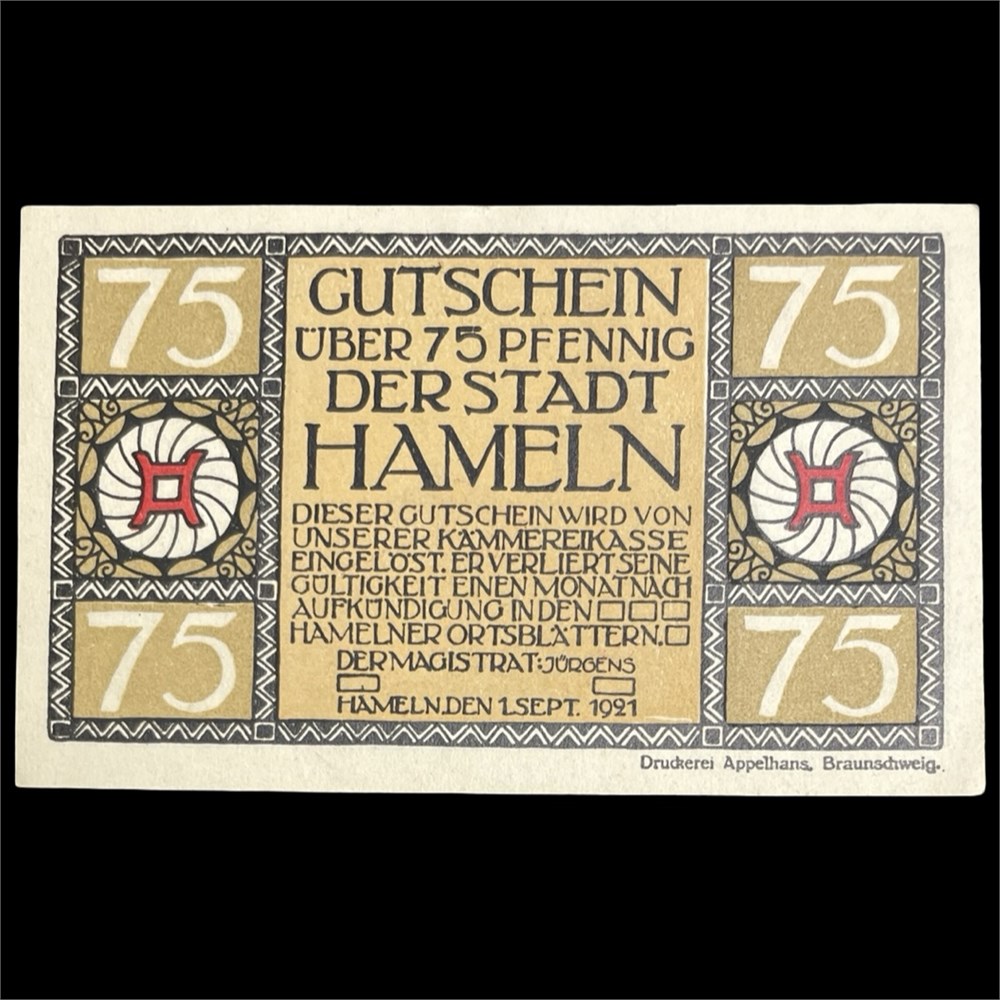 75
75
GUTSCHEIN
ÜBER 75 PFENNIG
DER STADT
HAMELN
DIESER GUTSCHEIN WIRD VON
UNSERER KÄMMEREIKASSE
EINGELÖST. ER VERLIERT SEINE
GÜLTIGKEIT EINEN MONAT NACH
AUFKÜNDIGUNG IN DEN
HAMELNER ORTSBLÄTTERN.
DER MAGISTRAT: JÜRGENS
HAMELN.DEN 1.SEPT. 1921
75
75
Druckerei Appelhans, Braunschweig.